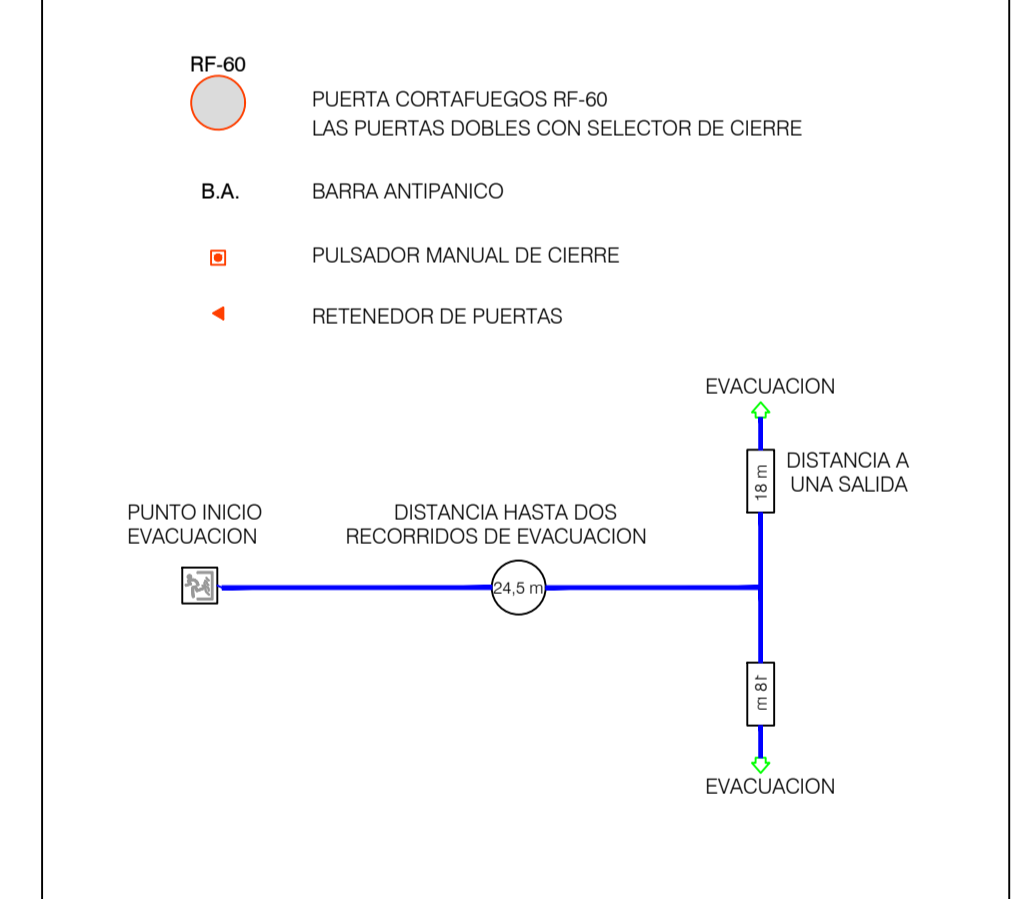 RF-60
PUERTA CORTAFUEGOS RF-60
LAS PUERTAS DOBLES CON SELECTOR DE CIERRE
B.A.
BARRA ANTIPANICO
PULSADOR MANUAL DE CIERRE
RETENEDOR DE PUERTAS
EVACUACION
18 m
DISTANCIA A
UNA SALIDA
PUNTO INICIO
EVACUACION
DISTANCIA HASTA DOS
RECORRIDOS DE EVACUACION
24,5 m
18 m
EVACUACION